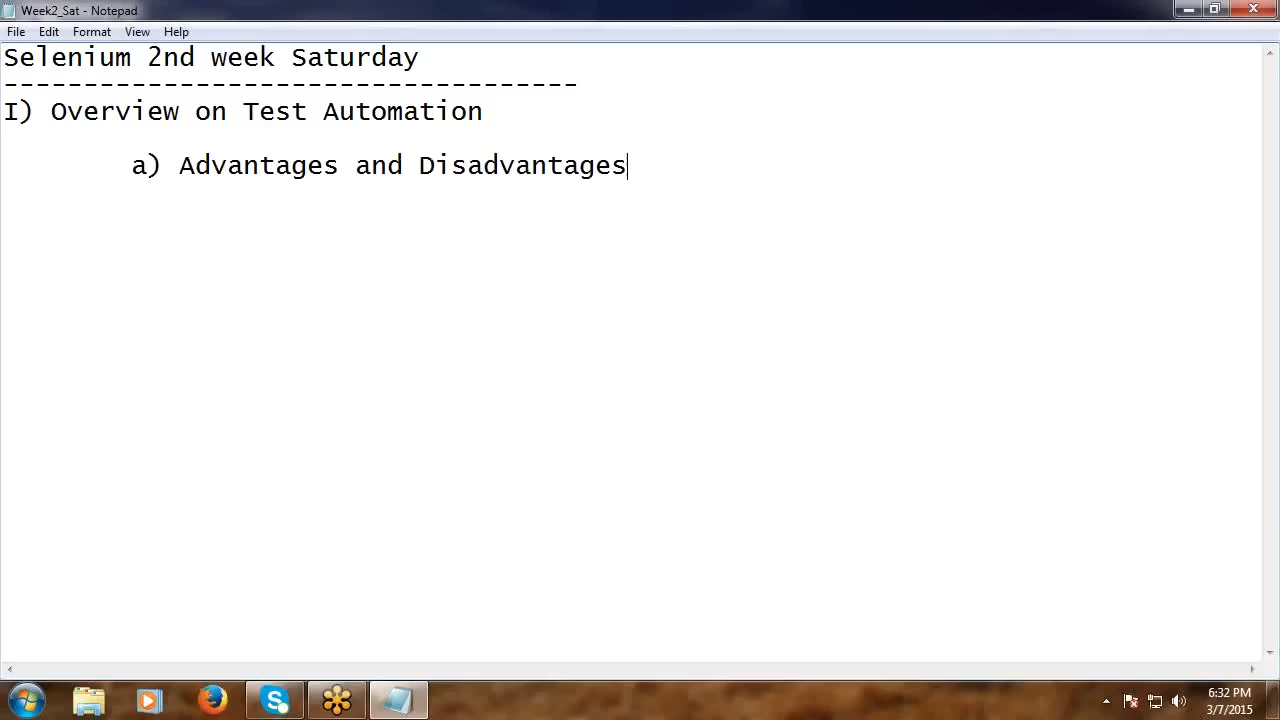 Week2_Sat - Notepad
File Edit Format View Help
Selenium 2nd week Saturday
------------------------------------
I) Overview on Test Automation
a) Advantages and Disadvantages
6:32 PM
3/7/2015